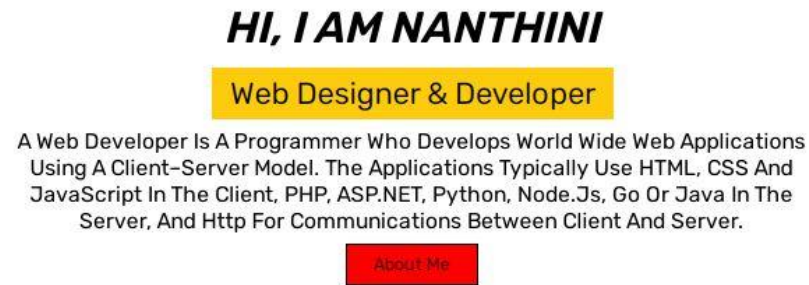 HI, I AM NANTHINI
Web Designer & Developer
A Web Developer Is A Programmer Who Develops World Wide Web Applications
Using A Client–Server Model. The Applications Typically Use HTML, CSS And
JavaScript In The Client, PHP, ASP.NET, Python, Node.Js, Go Or Java In The
Server, And Http For Communications Between Client And Server.
About Me